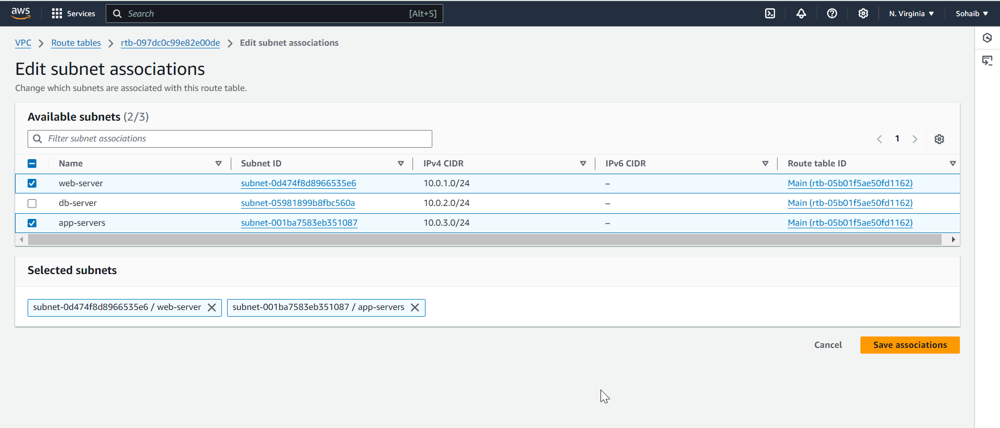 aws Services Search [Alt+S] N. Virginia Sohaib
VPC Route tables rtb-097dc0c99e82e00de Edit subnet associations
Edit subnet associations
Change which subnets are associated with this route table.
Available subnets (2/3)
Filter subnet associations 1
Name Subnet ID IPv4 CIDR IPv6 CIDR Route table ID
web-server subnet-0d474f8d8966535e6 10.0.1.0/24 – Main (rtb-05b01f5ae50fd1162)
db-server subnet-05981899b8fbc560a 10.0.2.0/24 – Main (rtb-05b01f5ae50fd1162)
app-servers subnet-001ba7583eb351087 10.0.3.0/24 – Main (rtb-05b01f5ae50fd1162)
Selected subnets
subnet-0d474f8d8966535e6 / web-server subnet-001ba7583eb351087 / app-servers
Cancel Save associations